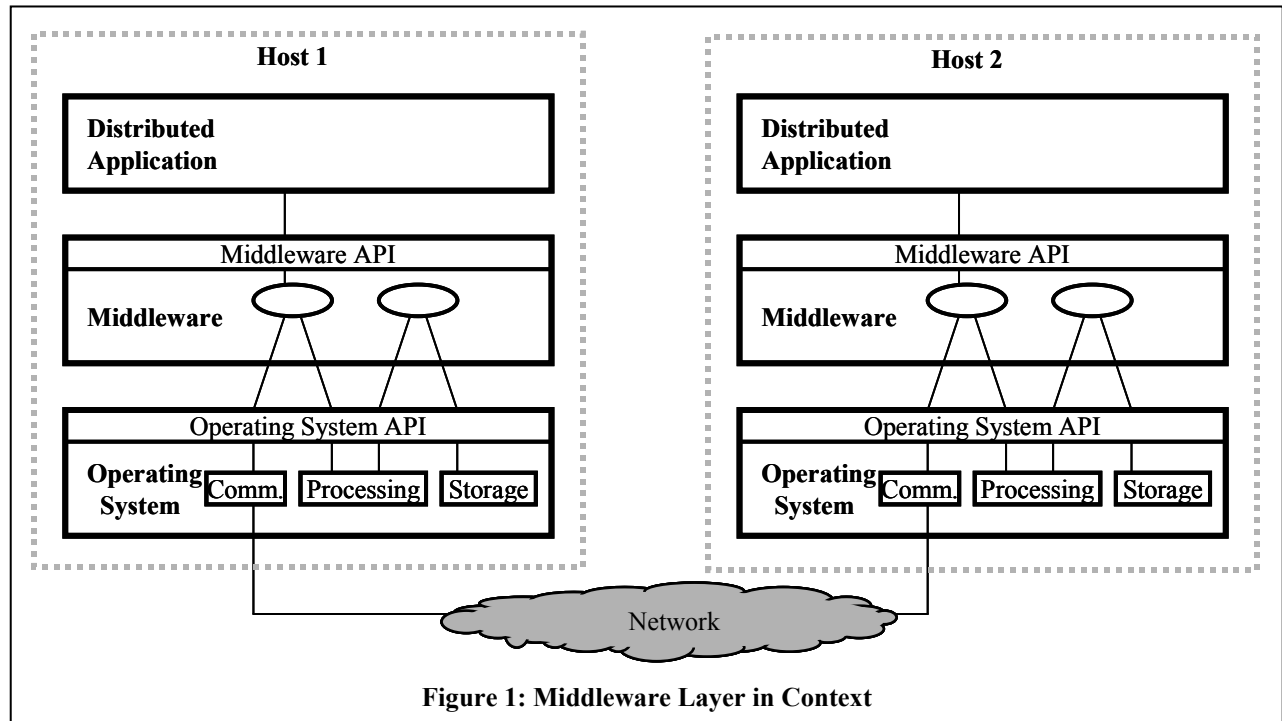 Host 1
Distributed
Application
Middleware API
Middleware
Operating System API
Operating
System
Comm.
Processing
Storage
Host 2
Distributed
Application
Middleware API
Middleware
Operating System API
Operating
System
Comm.
Processing
Storage
Network
Figure 1: Middleware Layer in Context